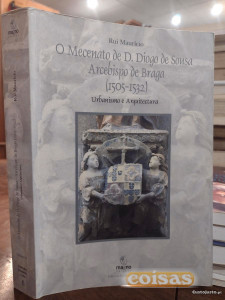 Rui Maurício
O Mecenato de D. Diogo de Sousa
Arcebispo de Braga
(1505-1532)
Urbanismo e Arquitectura
coisas